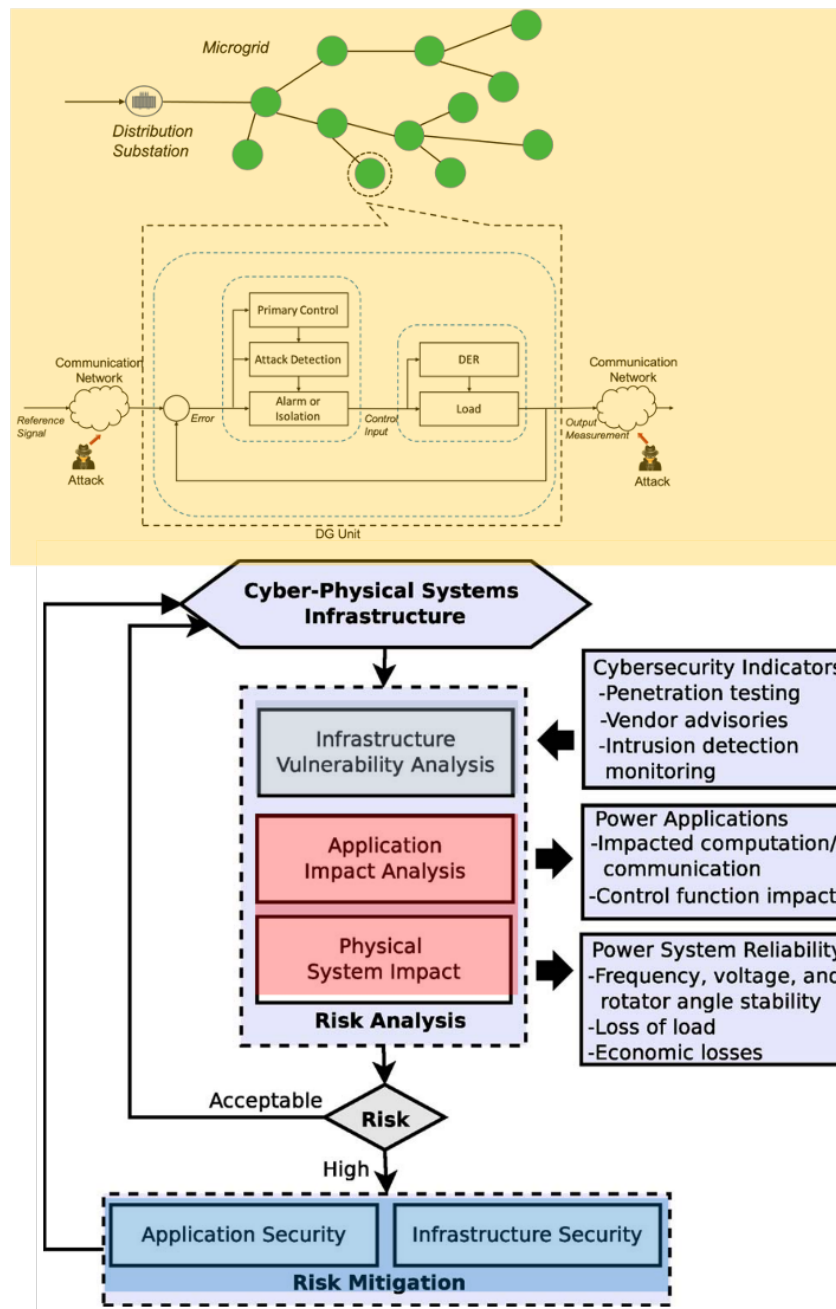 Microgrid
Distribution
Substation
Primary Control
Attack Detection
Alarm or
Isolation
DER
Load
Communication
Network
Reference
Signal
Attack
Error
Control
Input
Output
Measurement
Communication
Network
Attack
DG Unit
Cyber-Physical Systems
Infrastructure
Infrastructure
Vulnerability Analysis
Application
Impact Analysis
Physical
System Impact
Risk Analysis
Cybersecurity Indicators
-Penetration testing
-Vendor advisories
-Intrusion detection
monitoring
Power Applications
-Impacted computation/
communication
-Control function impact
Power System Reliability
-Frequency, voltage, and
rotator angle stability
-Loss of load
-Economic losses
Acceptable
Risk
High
Application Security
Infrastructure Security
Risk Mitigation